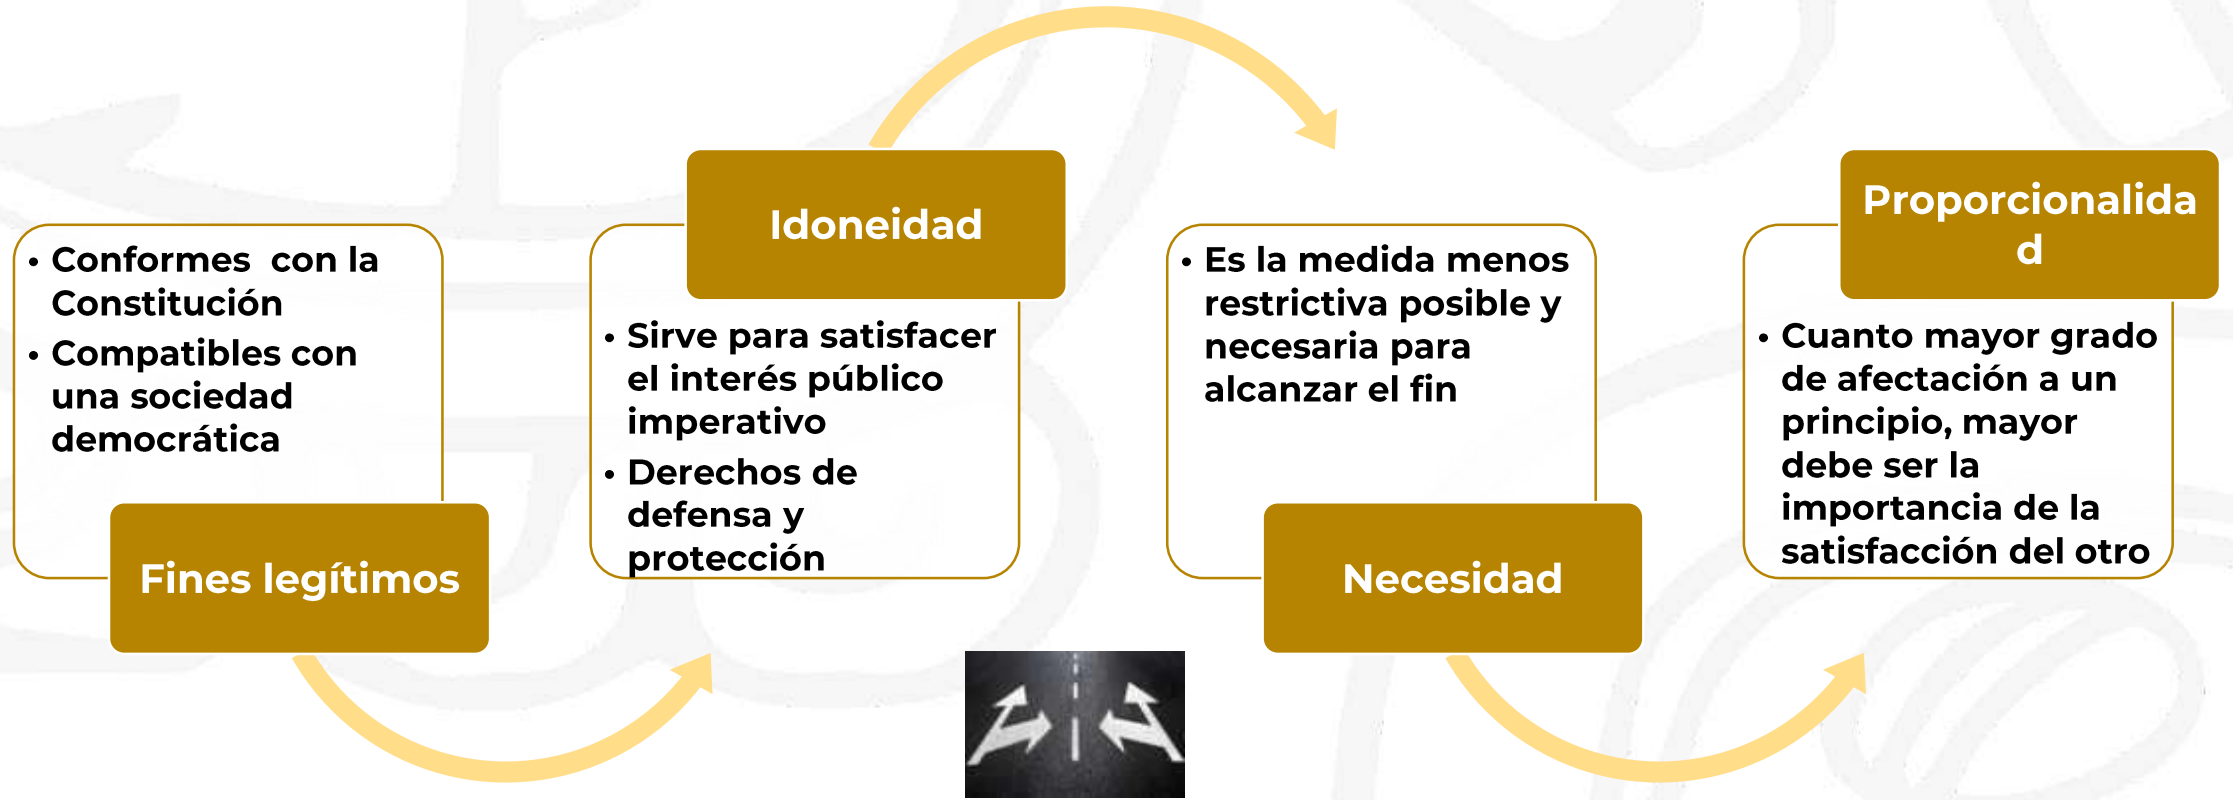 • Conformes  con la
Constitución
• Compatibles con
una sociedad
democrática
Fines legítimos
Idoneidad
• Sirve para satisfacer
el interés público
imperativo
• Derechos de
defensa y
protección
• Es la medida menos
restrictiva posible y
necesaria para
alcanzar el fin
Necesidad
Proporcionalida
d
• Cuanto mayor grado
de afectación a un
principio, mayor
debe ser la
importancia de la
satisfacción del otro